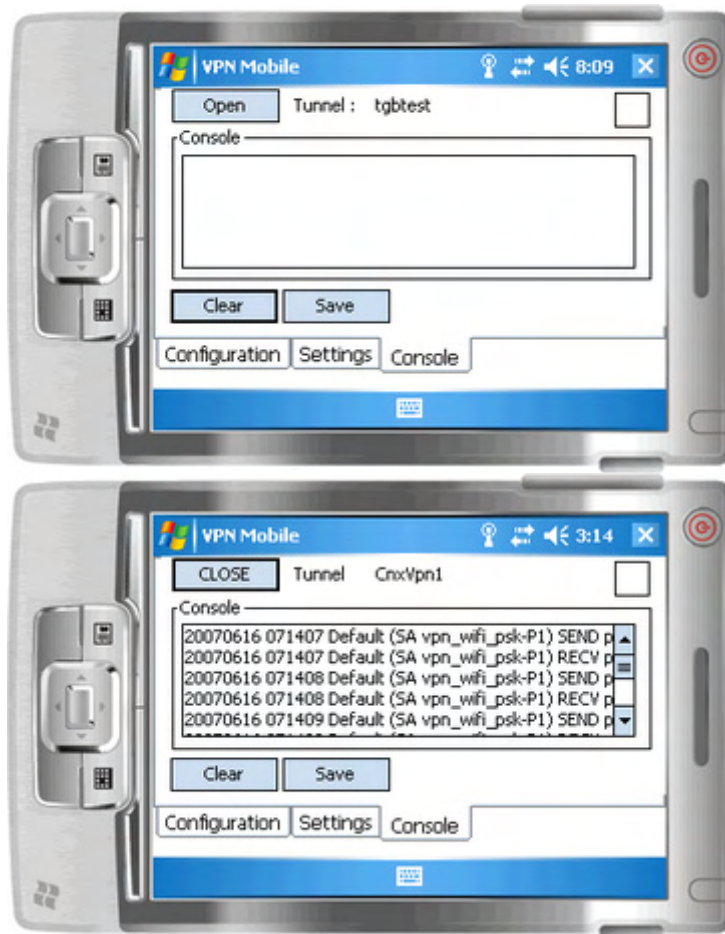 VPN Mobile 8:09
Open Tunnel : tgbtest
Console
Clear Save
Configuration Settings Console
VPN Mobile 3:14
CLOSE Tunnel CnxVpn1
Console
20070616 071407 Default (SA vpn_wifi_psk-P1) SEND p
20070616 071407 Default (SA vpn_wifi_psk-P1) RECV p
20070616 071408 Default (SA vpn_wifi_psk-P1) SEND p
20070616 071408 Default (SA vpn_wifi_psk-P1) RECV p
20070616 071409 Default (SA vpn_wifi_psk-P1) SEND p
Clear Save
Configuration Settings Console